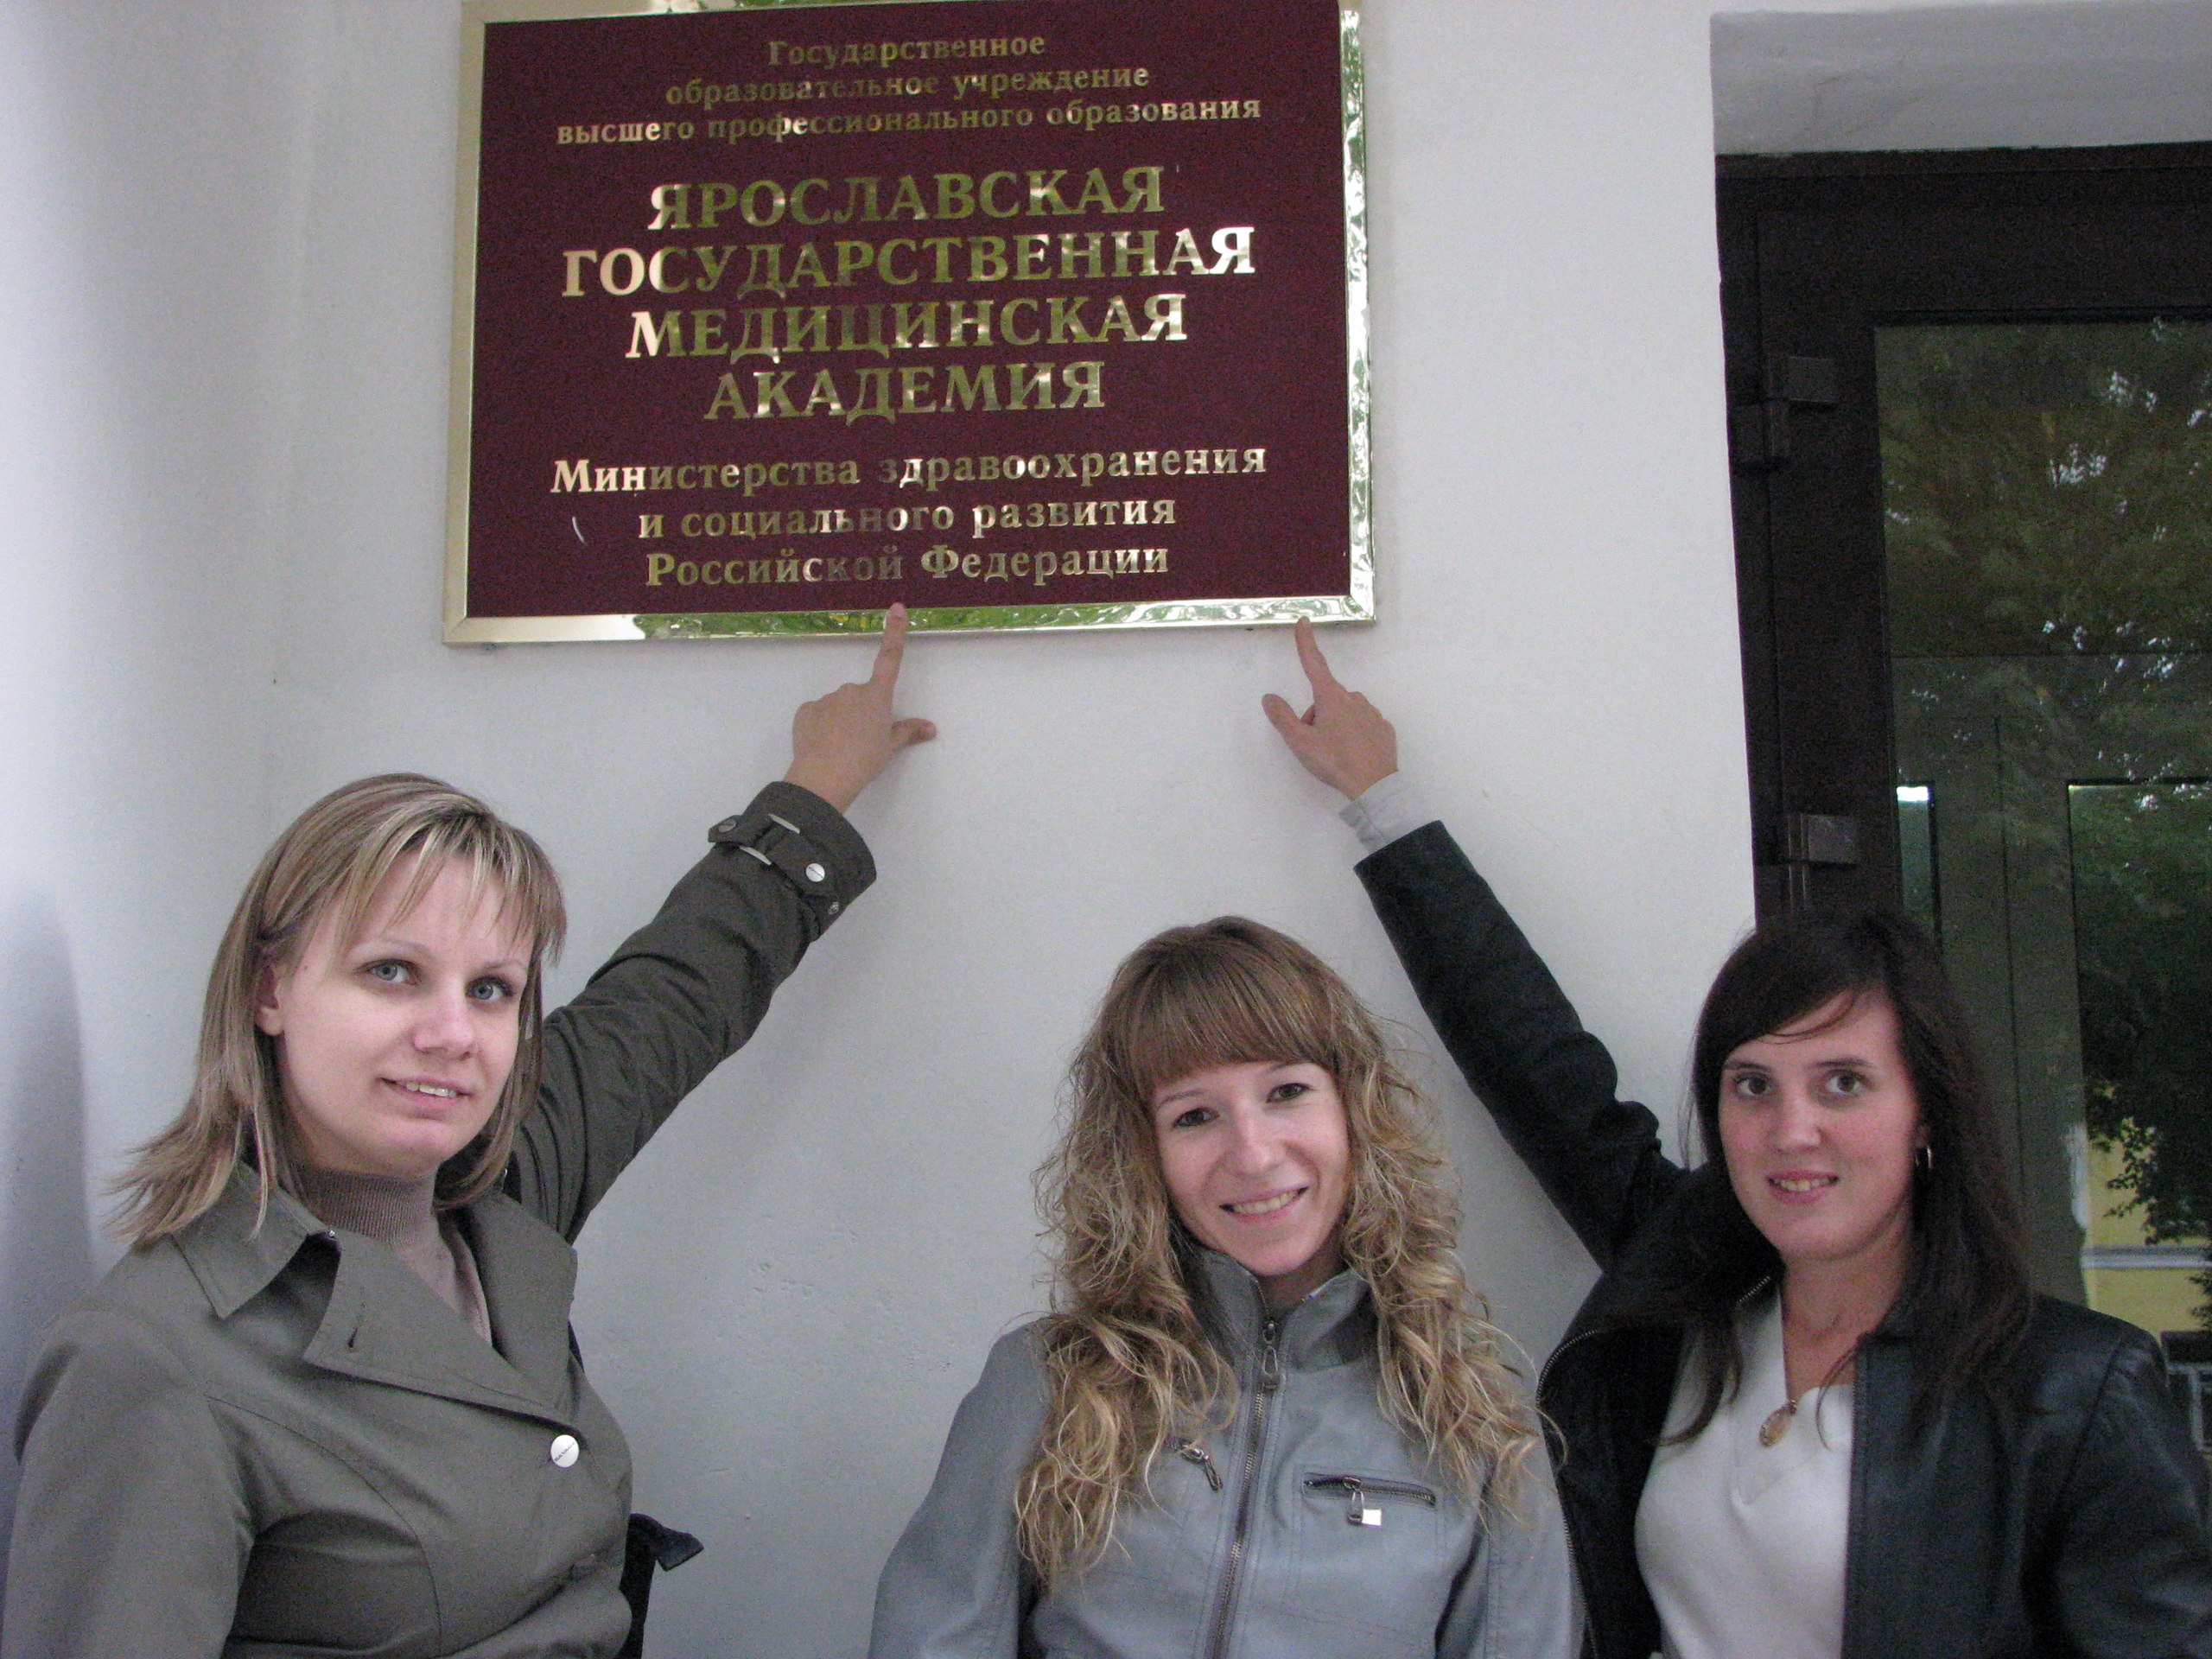 Государственное
образовательное учреждение
высшего профессионального образования
ЯРОСЛАВСКАЯ
ГОСУДАРСТВЕННАЯ
МЕДИЦИНСКАЯ
АКАДЕМИЯ
Министерства здравоохранения
и социального развития
Российской Федерации